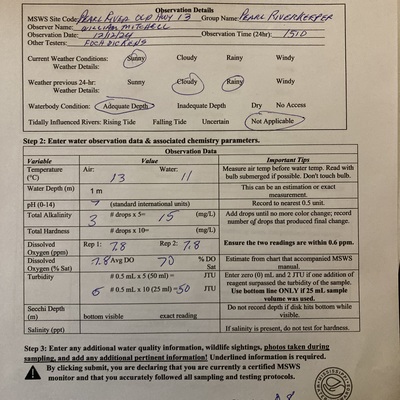 Observation Details
MSWS Site Code: PEARL RIVER OLD HWY 13 Group Name: PEARL RIVERKEEPER
Observer Name: WILLIAM MITCHELL
Observation Date: 12/12/24 Observation Time (24hr): 1510
Other Testers:
Current Weather Conditions: Sunny Cloudy Rainy Windy
Weather Details:
Weather previous 24-hr: Sunny Cloudy Rainy Windy
Weather Details:
Waterbody Condition: Adequate Depth Inadequate Depth Dry No Access
Tidally Influenced Rivers: Rising Tide Falling Tide Uncertain Not Applicable
Step 2: Enter water observation data & associated chemistry parameters.
Observation Data
Variable Value Important Tips
Temperature (°C) Air: 13 Water: 11 Measure air temp before water temp. Read with bulb submerged if possible. Don't touch bulb.
Water Depth (m) 1 m This can be an estimation or exact measurement.
pH (0-14) 7 (standard international units) Record to nearest 0.5 unit.
Total Alkalinity 3 # drops x 5= 15 (mg/L) Add drops until no more color change; record number of drops that produced final change.
Total Hardness # drops x 10= (mg/L)
Dissolved Oxygen (ppm) Rep 1: 7.8 Rep 2: 7.8 Ensure the two readings are within 0.6 ppm.
Dissolved Oxygen (% Sat) 7.8 Avg DO 70 % DO Sat Estimate from chart that accompanied MSWS manual.
Turbidity # 0.5 mL x 5 (50 ml) = JTU Enter zero (0) mL and 2 JTU if one addition of reagent surpassed the turbidity of the sample.
# 0.5 mL x 10 (25 ml) = 50 JTU Use bottom line ONLY if 25 mL sample volume was used.
Secchi Depth (m) bottom visible exact reading Do not record depth if disk hits bottom while visible.
Salinity (ppt) If salinity is present, do not test for hardness.
Step 3: Enter any additional water quality information, wildlife sightings, photos taken during
sampling, and add any additional pertinent information! Underlined information is required.
By clicking submit, you are declaring that you are currently a certified MSWS
monitor and that you accurately followed all sampling and testing protocols.